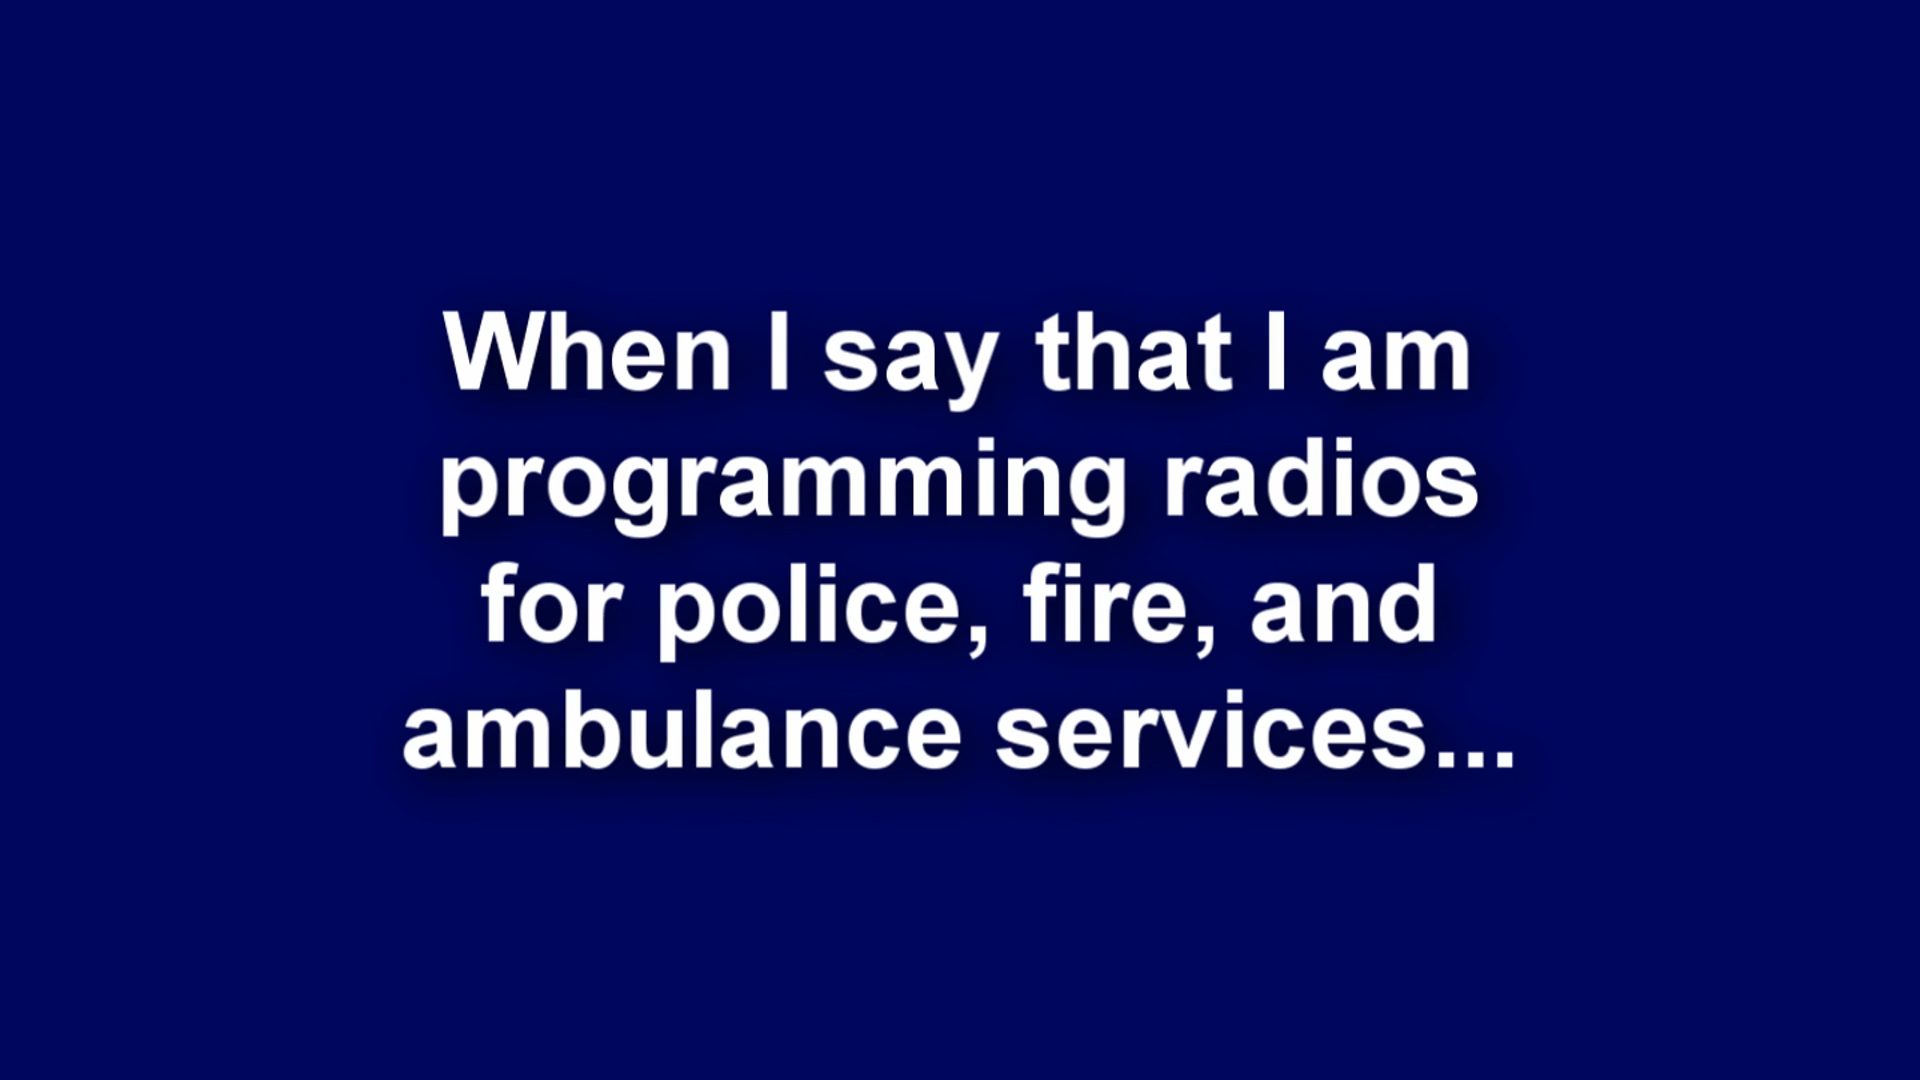 When I say that I am
programming radios
for police, fire, and
ambulance services...